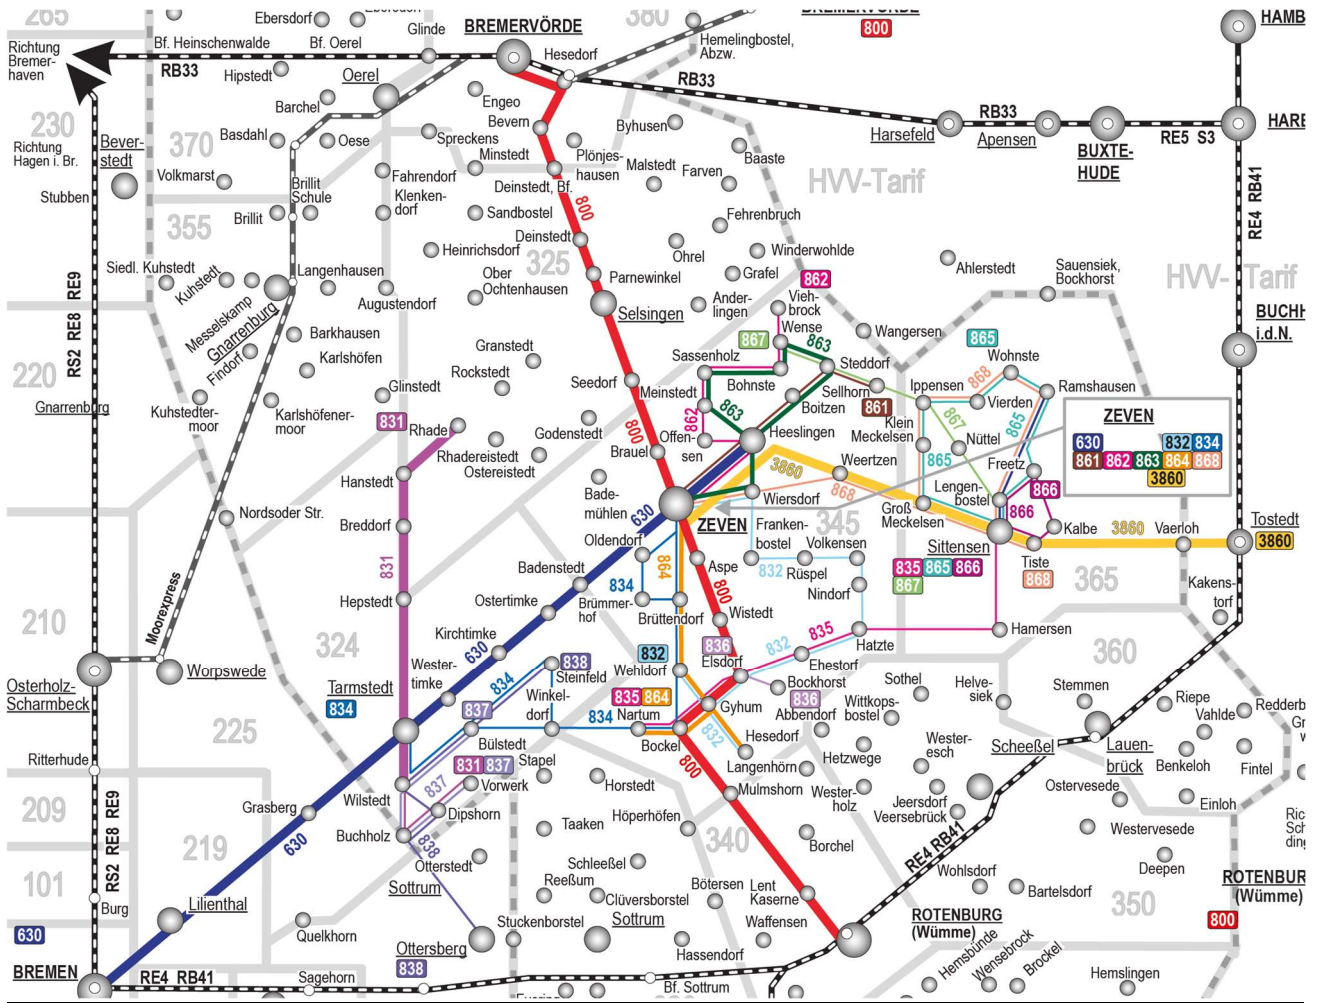 265
Ebersdorf
Glinde
BREMERVÖRDE
380
BREMERVÖRDE
800
HAMB
Richtung
Bremer-
haven
Bf. Heinschenwalde
Bf. Oerel
RB33
Hipstedt
Oerel
Hesedorf
Hemelingbostel,
Abzw.
RB33
Barchel
Engeo
Bevern
Byhusen
Harsefeld
RB33
Apensen
BUXTE-
HUDE
RE5 S3
HARB
230
Richtung
Hagen i. Br.
Bever-
stedt
370
Basdahl
Oese
Spreckens
Minstedt
Plönjes-
hausen
Baaste
Malstedt
Farven
HVV-Tarif
Volkmarst
Brillit
Schule
Fahrendorf
Deinstedt, Bf.
Stubben
Klenken-
dorf
RE4 RB41
355
Brillit
Sandbostel
800
Fehrenbruch
Deinstedt
Heinrichsdorf
325
Ohrel
Winderwohlde
Siedl. Kuhstedt
Kuhstedt
Langenhausen
Ober
Ochtenhausen
Parnewinkel
Grafel
862
Ahlerstedt
Sauensiek,
Bockhorst
HVV-Tarif
RS2 RE8 RE9
Messelskamp
Gnarrenburg
Augustendorf
Selsingen
Ander-
lingen
Vieh-
brock
BUCHH
i.d.N.
Findorf
Barkhausen
Karlshöfen
Granstedt
867
Wense
863
Wangersen
865
Wohnste
220
Sassenholz
Steddorf
868
Rockstedt
Seedorf
Meinstedt
Bohnste
Sellhorn
Ippensen
Ramshausen
Gnarrenburg
Kuhstedter-
moor
Karlshöfener-
moor
Glinstedt
831
Rhade
862
863
Boitzen
861
Vierden
867
865
Klein
Meckelsen
ZEVEN
630
832
834
861
862
863
864
868
3860
Godenstedt
800
Offen-
sen
Heeslingen
Nüttel
Rhadereistedt
Ostereistedt
Brauel
3860
Weertzen
865
Freetz
Hanstedt
Bade-
mühlen
868
Lengen-
bostel
866
Nordsoder Str.
Wiersdorf
Groß
Meckelsen
866
630
ZEVEN
Breddorf
Oldendorf
Franken-
bostel
345
Kalbe
3860
Vaerloh
Tostedt
3860
Volkensen
Sittensen
Moorexpress
831
Badenstedt
864
Aspe
832
Rüspel
835
865
866
867
Tiste
868
365
834
800
Nindorf
Kakens-
torf
Hepstedt
Ostertimke
Brümmer-
hof
Brüttendorf
Wistedt
210
324
Kirchtimke
630
836
832
835
Hatzte
Hamersen
Worpswede
Wester-
timke
838
Steinfeld
832
Wehldorf
Elsdorf
Ehestorf
360
Osterholz-
Scharmbeck
Tarmstedt
834
834
Winkel-
dorf
835
864
Bockhorst
836
Sothel
Helve-
siek
Stemmen
Riepe
Redderb
837
834
Nartum
Gyhum
Abbendorf
Wittkops-
bostel
Vahlde
225
Bülstedt
Bockel
832
Hesedorf
Scheeßel
Lauen-
brück
Ritterhude
831
837
Stapel
800
Langenhörn
Hetzwege
Wester-
esch
Benkeloh
Fintel
Wilstedt
837
Vorwerk
Horstedt
Mulmshorn
Wester-
holz
Jeersdorf
Veersebrück
Ostervesede
Einloh
RS2 RE8 RE9
209
Grasberg
630
Buchholz
Dipshorn
Taaken
Höperhöfen
340
Borchel
RE4 RB41
Westervesede
219
838
Otterstedt
Schleeßel
Deepen
101
Sottrum
Reeßum
Bötersen
Lent
Kaserne
Wohlsdorf
Bartelsdorf
ROTENBUR
(Wümme)
Burg
Lilienthal
Clüversborstel
350
630
Stuckenborstel
Sottrum
Waffensen
ROTENBURG
(Wümme)
800
Quelkhorn
Ottersberg
838
Hassendorf
Hemsbünde
Wensebrock
Brockel
BREMEN
RE4 RB41
Sagehorn
Bf. Sottrum
Hemslingen